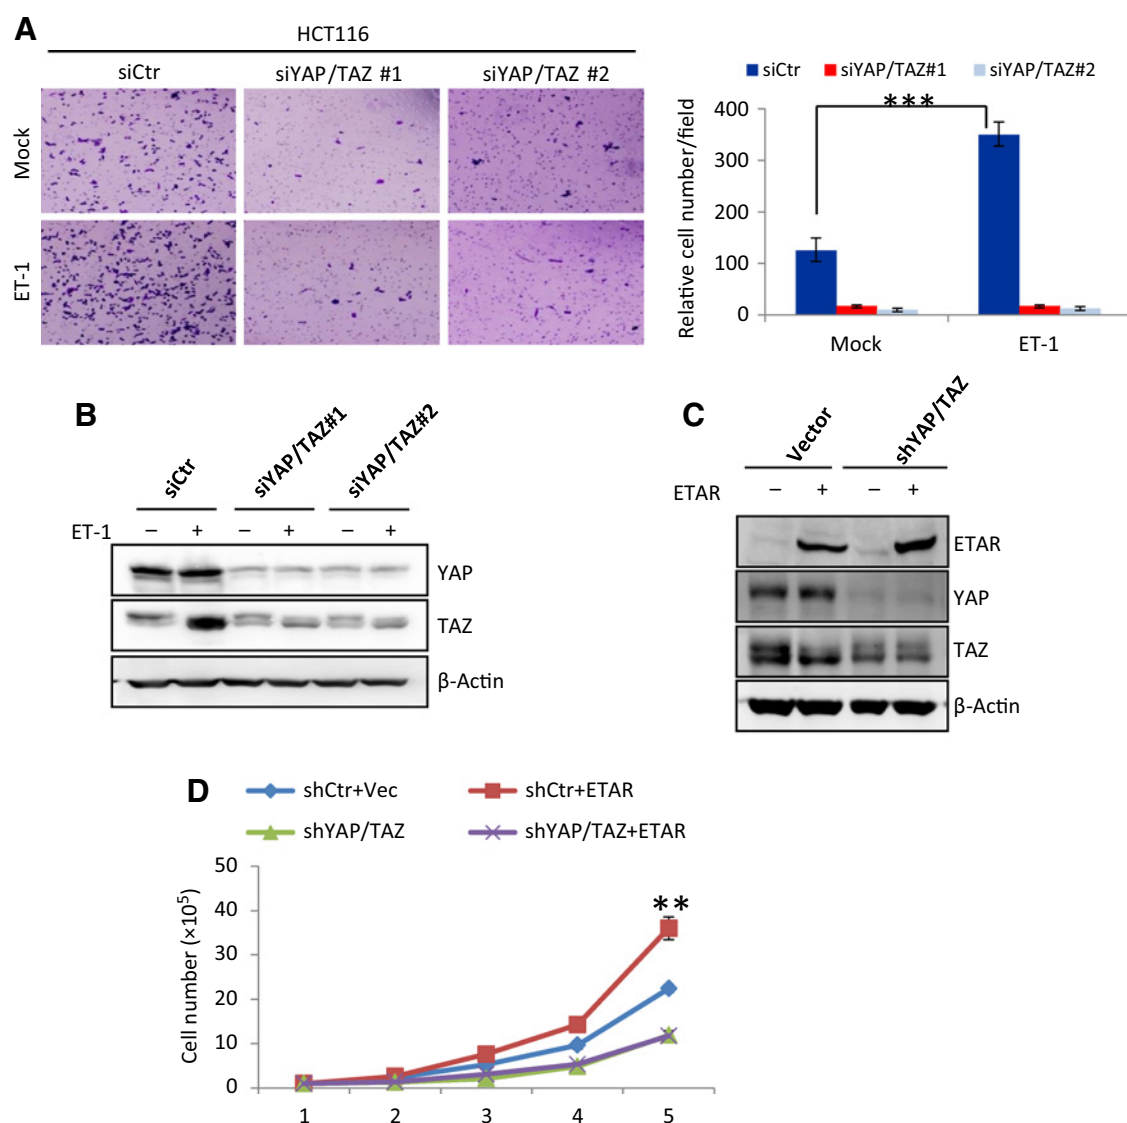 A
HCT116
siCtr siYAP/TAZ #1 siYAP/TAZ #2
Mock
ET-1
siCtr siYAP/TAZ#1 siYAP/TAZ#2
***
Relative cell number/field
400
300
200
100
0
Mock ET-1
B
siCtr siYAP/TAZ#1 siYAP/TAZ#2
ET-1 – + – + – +
YAP
TAZ
β-Actin
C
Vector shYAP/TAZ
ETAR – + – +
ETAR
YAP
TAZ
β-Actin
D
shCtr+Vec shCtr+ETAR
shYAP/TAZ shYAP/TAZ+ETAR
Cell number (×10⁵)
50
40
30
20
10
0
**
1 2 3 4 5